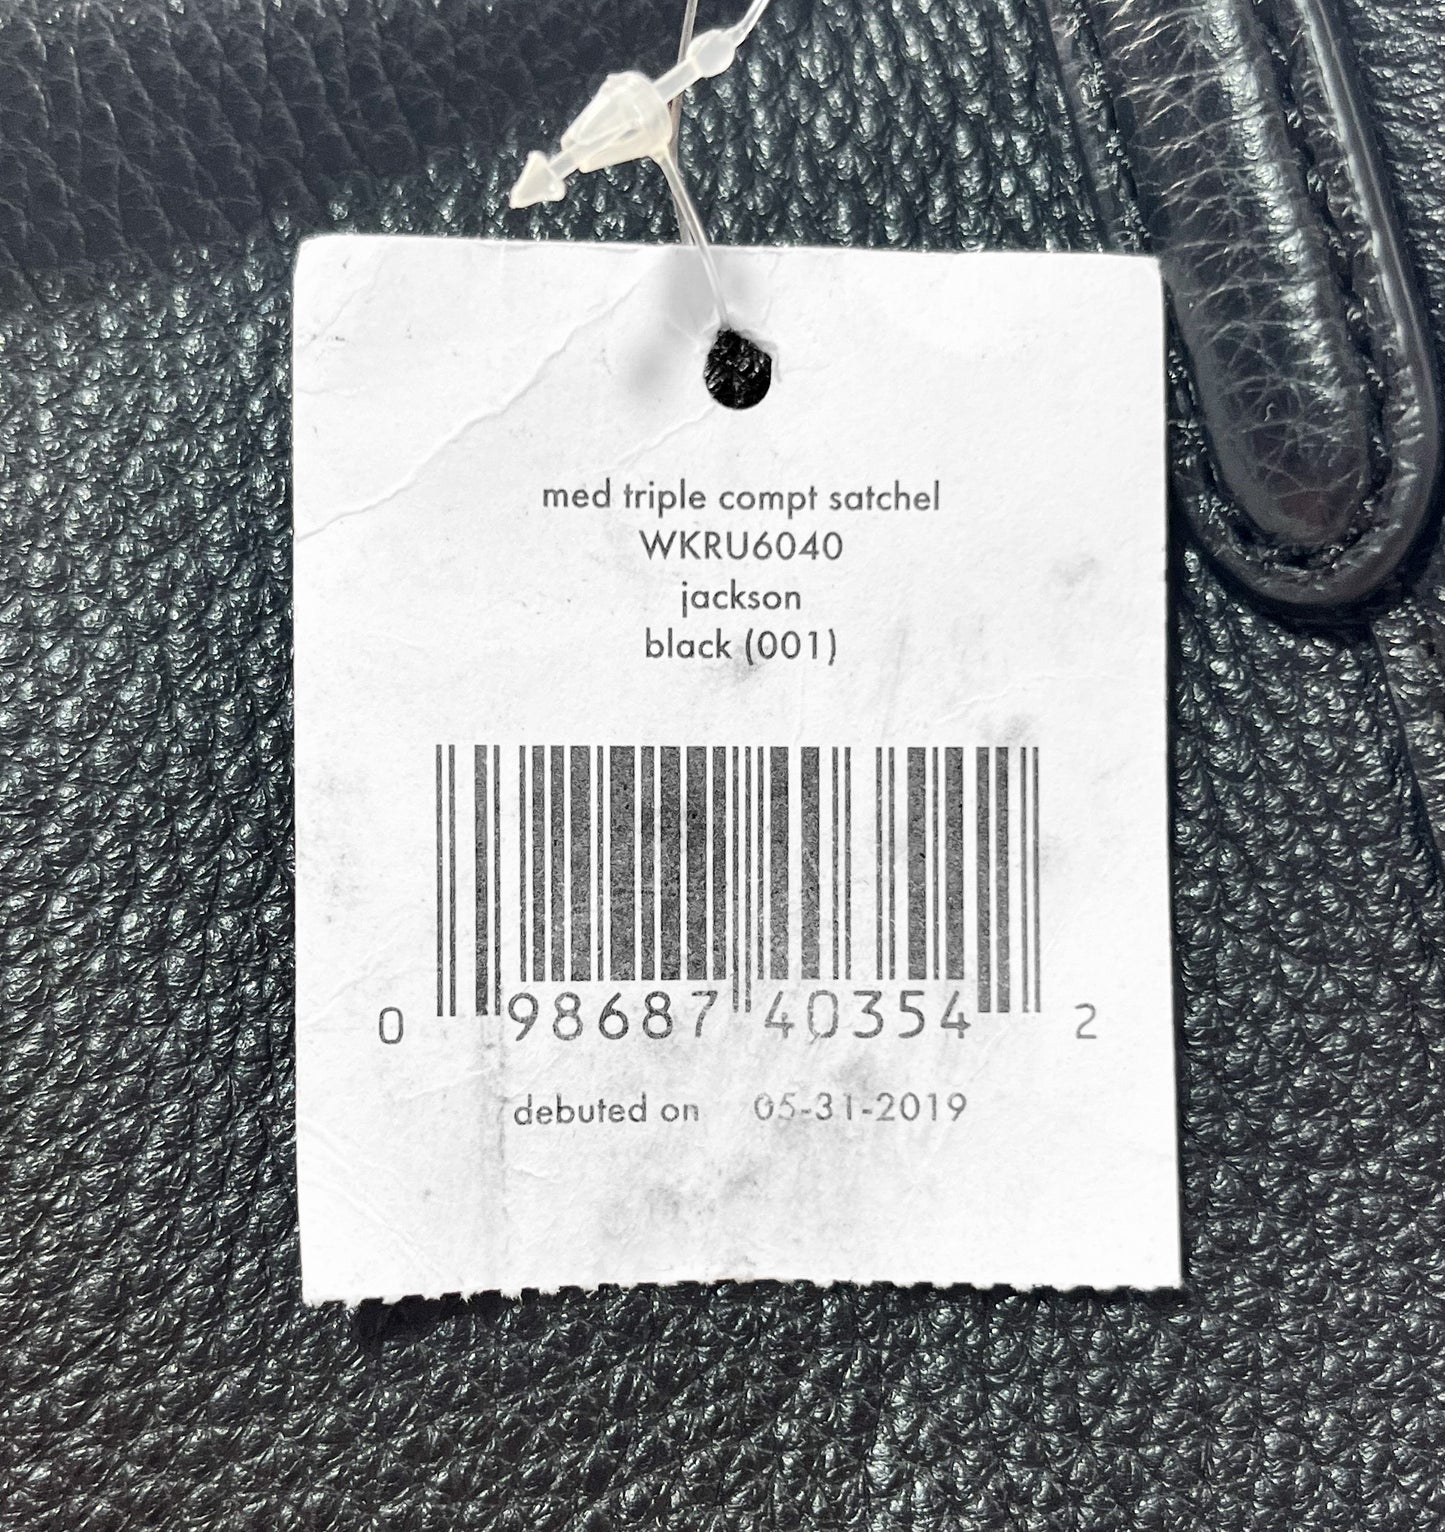 med triple compt satchel
WKRU6040
jackson
black (001)
0 98687 40354 2
debuted on 05-31-2019